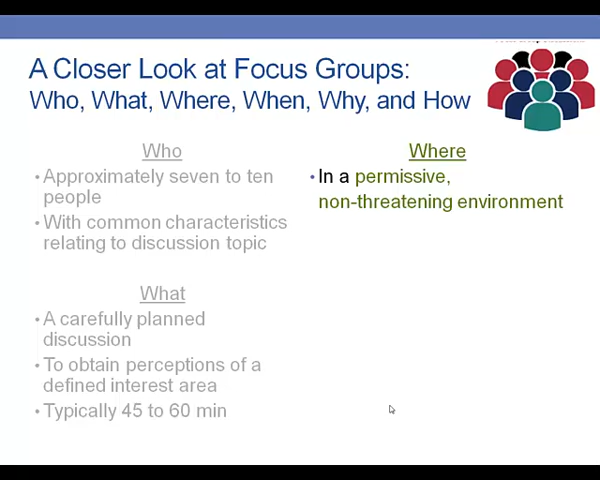 A Closer Look at Focus Groups:
Who, What, Where, When, Why, and How
Who
• Approximately seven to ten
people
• With common characteristics
relating to discussion topic
What
• A carefully planned
discussion
• To obtain perceptions of a
defined interest area
• Typically 45 to 60 min
Where
• In a permissive,
non-threatening environment